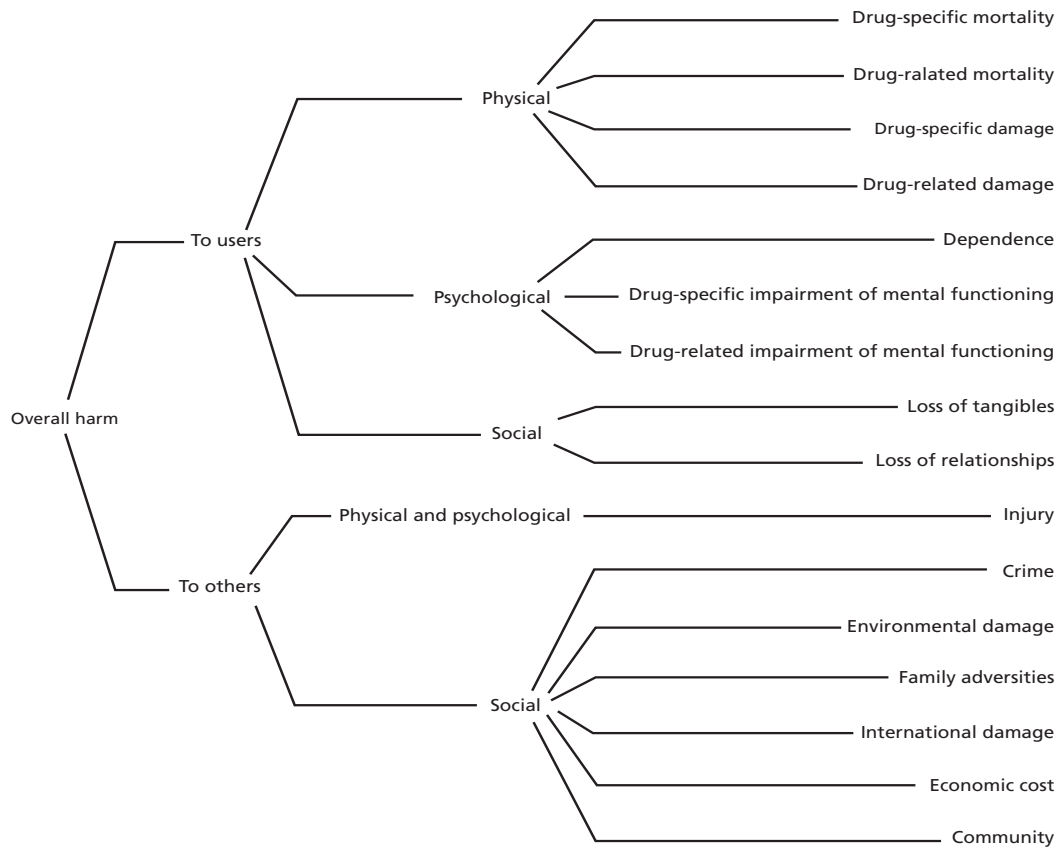 Drug-specific mortality
Drug-ralated mortality
Physical
Drug-specific damage
Drug-related damage
To users
Dependence
Psychological
Drug-specific impairment of mental functioning
Drug-related impairment of mental functioning
Loss of tangibles
Overall harm
Social
Loss of relationships
Physical and psychological
Injury
Crime
To others
Environmental damage
Family adversities
Social
International damage
Economic cost
Community